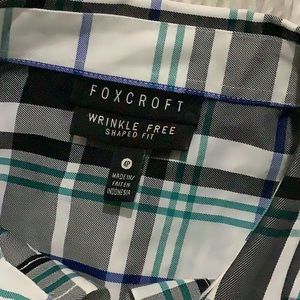 FOXCROFT
WRINKLE FREE
SHAPED FIT
MADE IN/
FAIT EN
INDONESIA